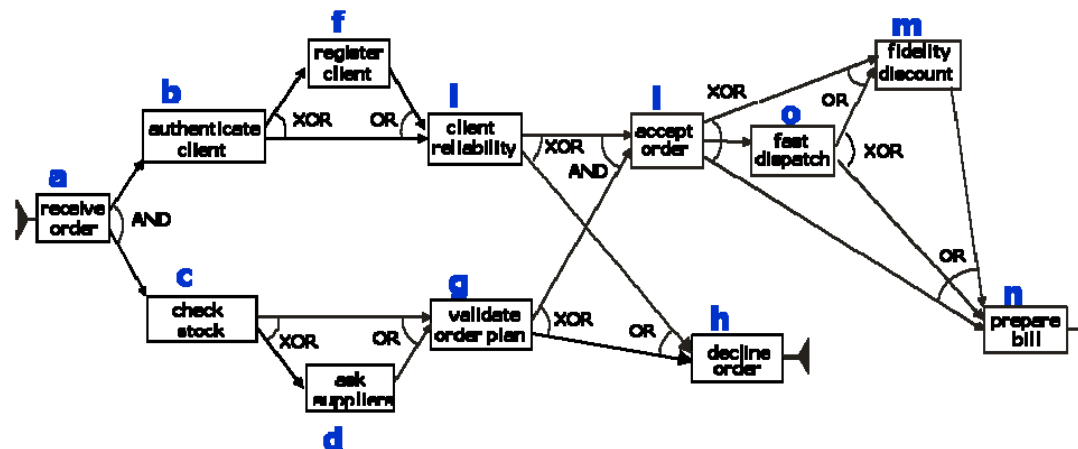 a
receive
order
AND
b
authenticate
client
c
check
stock
f
register
client
XOR
OR
XOR
OR
d
ask
suppliers
l
client
reliability
g
validate
order plan
XOR
AND
XOR
OR
l
accept
order
h
decline
order
XOR
o
fast
dispatch
OR
XOR
m
fidelity
discount
OR
n
prepare
bill